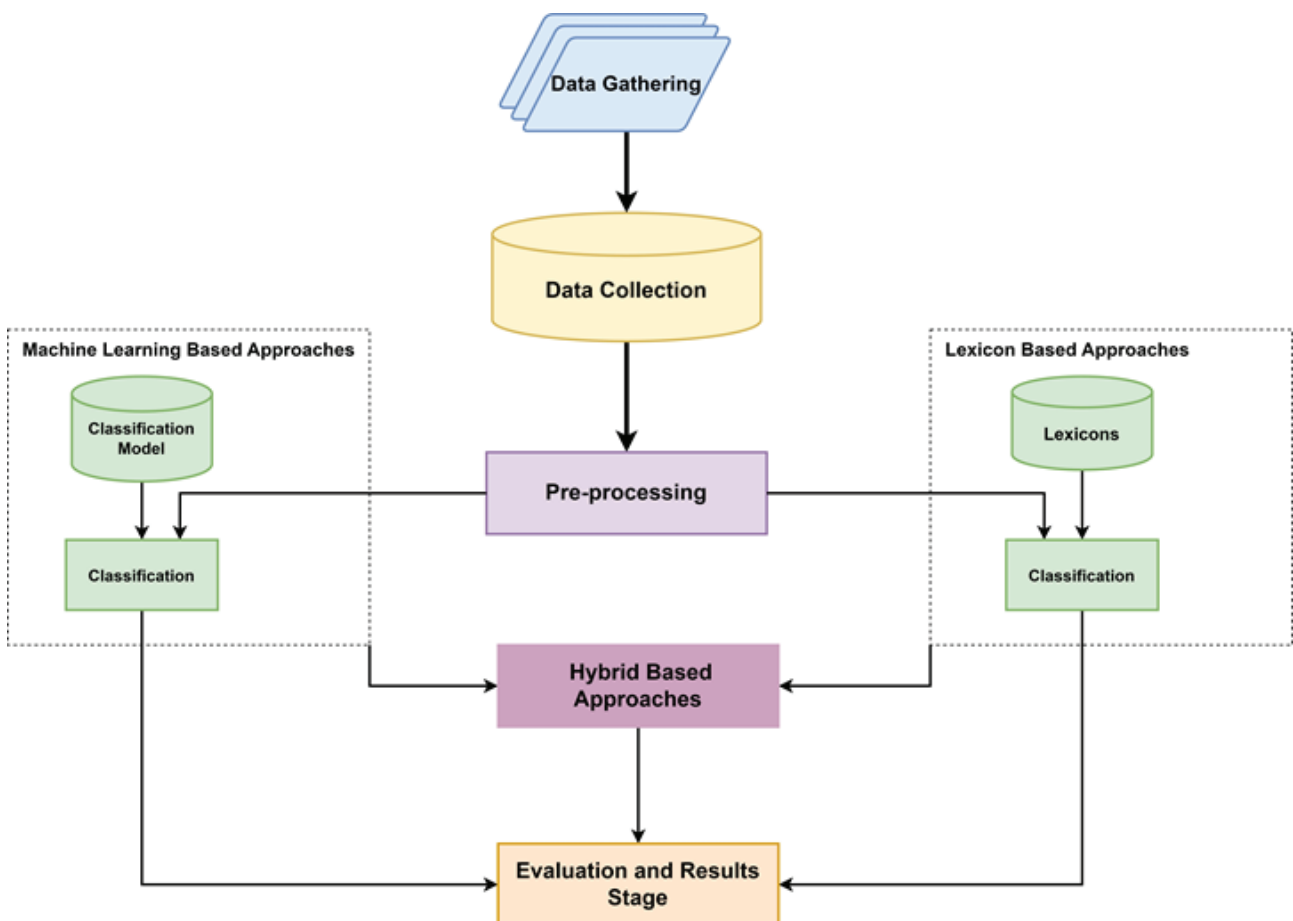 Data Gathering
Data Collection
Machine Learning Based Approaches
Lexicon Based Approaches
Classification
Model
Lexicons
Pre-processing
Classification
Classification
Hybrid Based
Approaches
Evaluation and Results
Stage